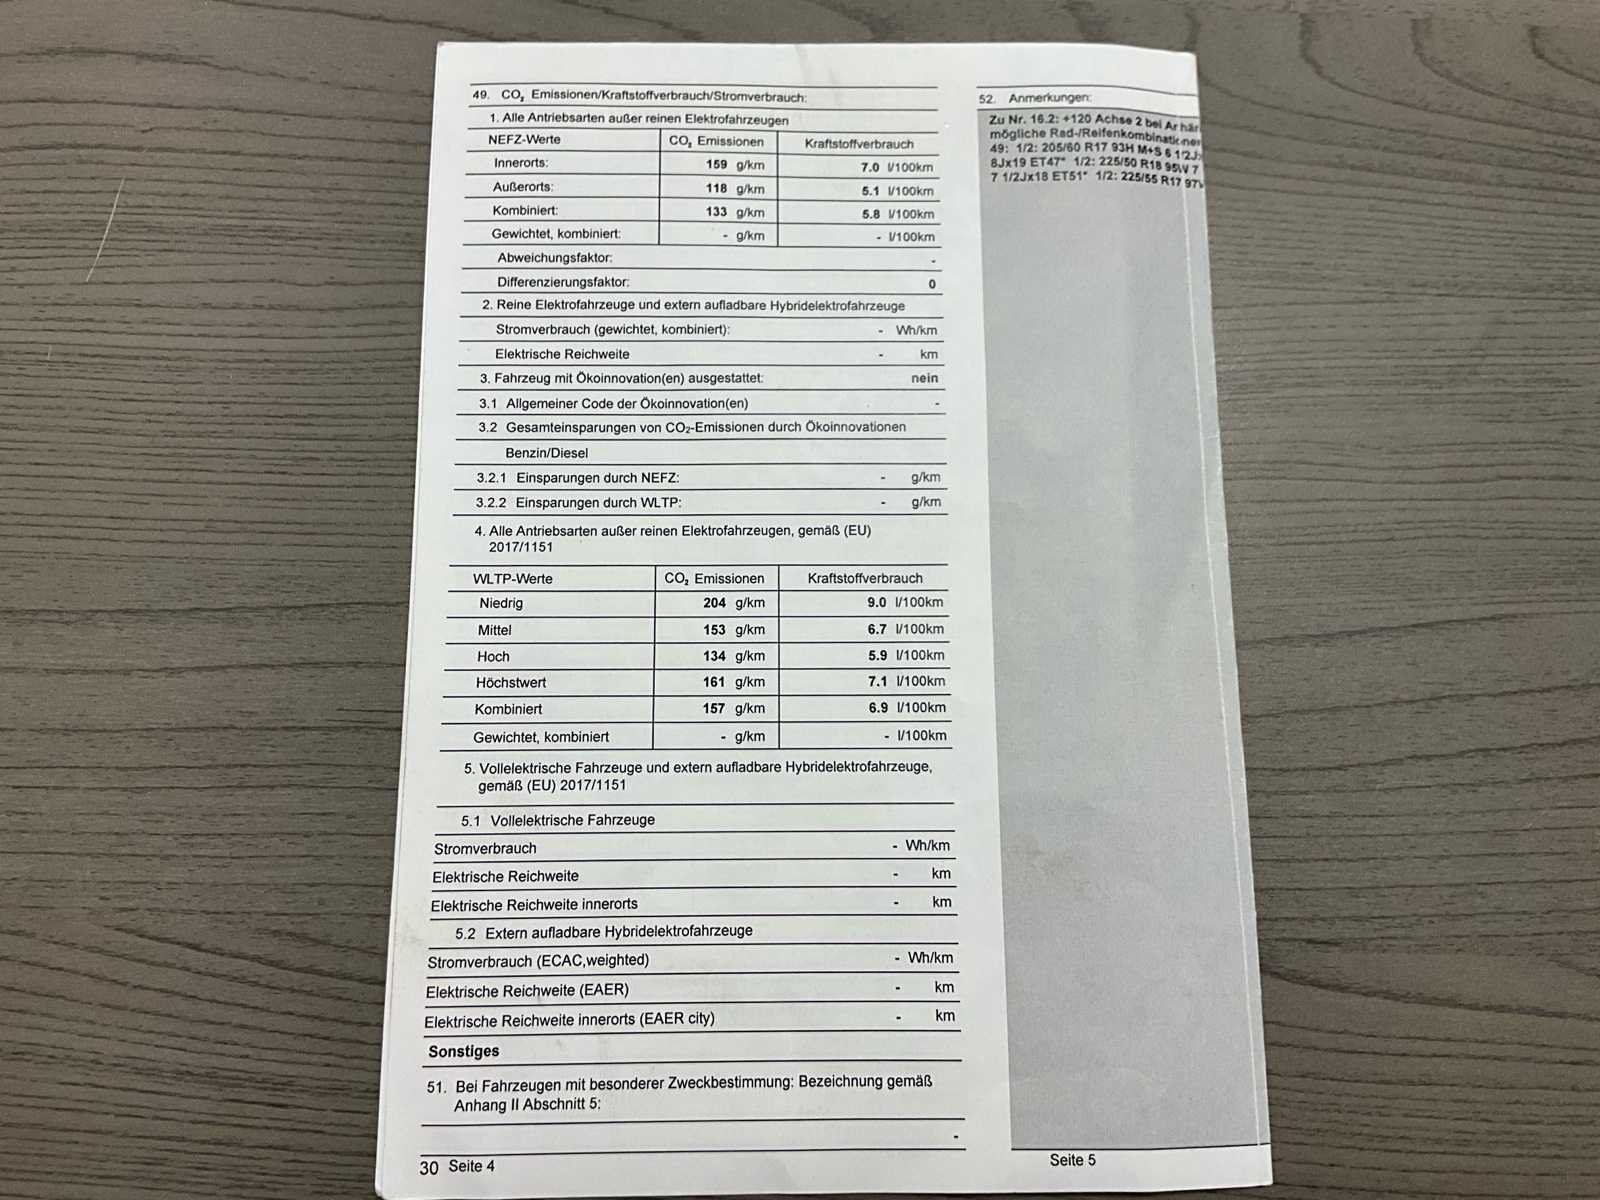 49. CO₂ Emissionen/Kraftstoffverbrauch/Stromverbrauch:
1. Alle Antriebsarten außer reinen Elektrofahrzeugen
NEFZ-Werte CO₂ Emissionen Kraftstoffverbrauch
Innerorts: 159 g/km 7.0 l/100km
Außerorts: 118 g/km 5.1 l/100km
Kombiniert: 133 g/km 5.8 l/100km
Gewichtet, kombiniert: - g/km - l/100km
Abweichungsfaktor: -
Differenzierungsfaktor: 0
2. Reine Elektrofahrzeuge und extern aufladbare Hybridelektrofahrzeuge
Stromverbrauch (gewichtet, kombiniert): - Wh/km
Elektrische Reichweite - km
3. Fahrzeug mit Ökoinnovation(en) ausgestattet: nein
3.1 Allgemeiner Code der Ökoinnovation(en) -
3.2 Gesamteinsparungen von CO₂-Emissionen durch Ökoinnovationen
Benzin/Diesel
3.2.1 Einsparungen durch NEFZ: - g/km
3.2.2 Einsparungen durch WLTP: - g/km
4. Alle Antriebsarten außer reinen Elektrofahrzeugen, gemäß (EU)
2017/1151
WLTP-Werte CO₂ Emissionen Kraftstoffverbrauch
Niedrig 204 g/km 9.0 l/100km
Mittel 153 g/km 6.7 l/100km
Hoch 134 g/km 5.9 l/100km
Höchstwert 161 g/km 7.1 l/100km
Kombiniert 157 g/km 6.9 l/100km
Gewichtet, kombiniert - g/km - l/100km
5. Vollelektrische Fahrzeuge und extern aufladbare Hybridelektrofahrzeuge,
gemäß (EU) 2017/1151
5.1 Vollelektrische Fahrzeuge
Stromverbrauch - Wh/km
Elektrische Reichweite - km
Elektrische Reichweite innerorts - km
5.2 Extern aufladbare Hybridelektrofahrzeuge
Stromverbrauch (ECAC,weighted) - Wh/km
Elektrische Reichweite (EAER) - km
Elektrische Reichweite innerorts (EAER city) - km
Sonstiges
51. Bei Fahrzeugen mit besonderer Zweckbestimmung: Bezeichnung gemäß
Anhang II Abschnitt 5:
-
30 Seite 4
52. Anmerkungen:
Zu Nr. 16.2: +120 Achse 2 bei
mögliche Rad-/Reifenkombinationen
49: 1/2: 205/60 R17 93H M+S 6 1/2J
8Jx19 ET47* 1/2: 225/50 R18 95W 7
7 1/2Jx18 ET51* 1/2: 225/55 R17
Seite 5